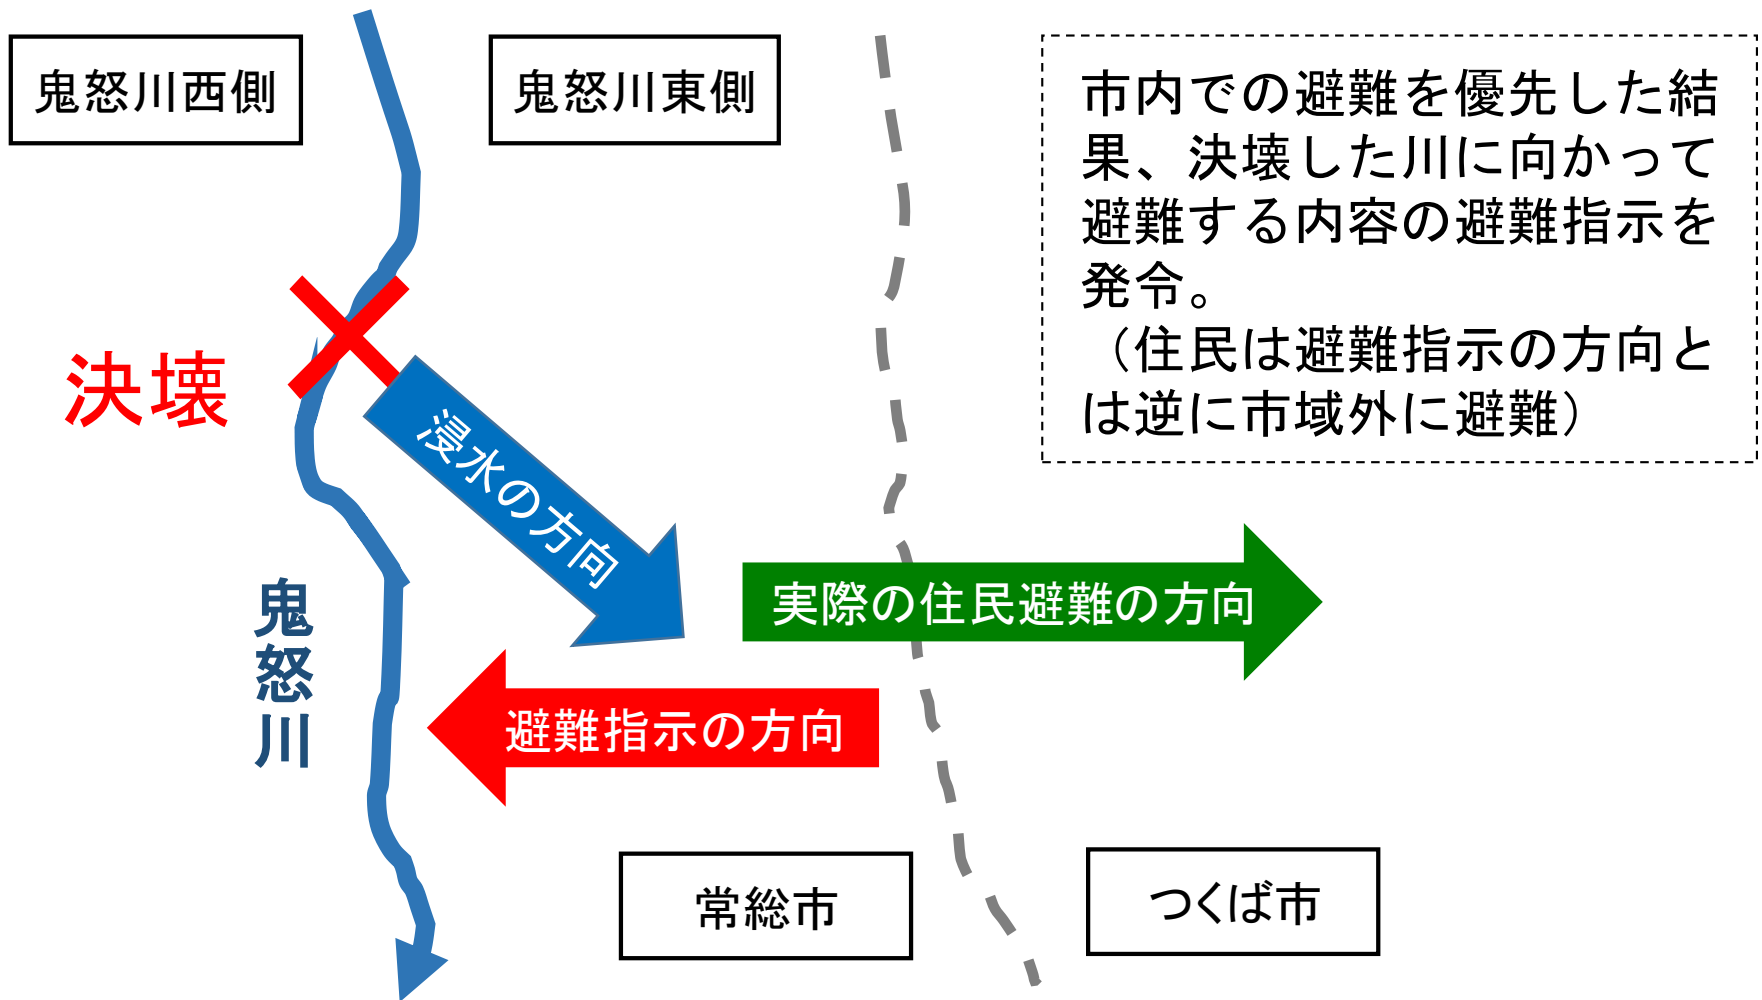 鬼怒川西側
鬼怒川東側
市内での避難を優先した結
果、決壊した川に向かって
避難する内容の避難指示を
発令。
（住民は避難指示の方向と
は逆に市域外に避難）
決壊
浸水の方向
鬼怒川
実際の住民避難の方向
避難指示の方向
常総市
つくば市